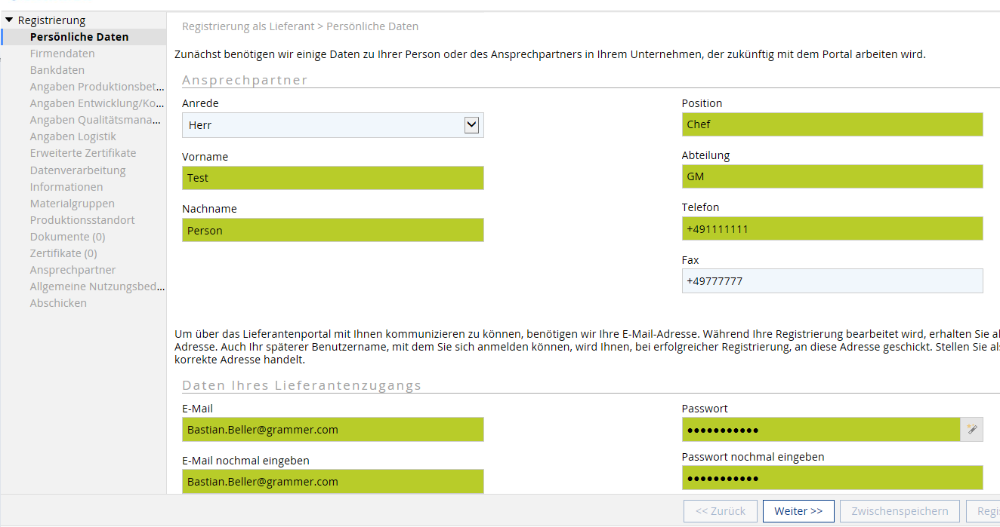 Registrierung
Persönliche Daten
Firmendaten
Bankdaten
Angaben Produktionsbet...
Angaben Entwicklung/Ko...
Angaben Qualitätsmana...
Angaben Logistik
Erweiterte Zertifikate
Datenverarbeitung
Informationen
Materialgruppen
Produktionsstandort
Dokumente (0)
Zertifikate (0)
Ansprechpartner
Allgemeine Nutzungsbed...
Abschicken
Registrierung als Lieferant > Persönliche Daten
Zunächst benötigen wir einige Daten zu Ihrer Person oder des Ansprechpartners in Ihrem Unternehmen, der zukünftig mit dem Portal arbeiten wird.
Ansprechpartner
Anrede
Herr
Vorname
Test
Nachname
Person
Position
Chef
Abteilung
GM
Telefon
+491111111
Fax
+49777777
Um über das Lieferantenportal mit Ihnen kommunizieren zu können, benötigen wir Ihre E-Mail-Adresse. Während Ihre Registrierung bearbeitet wird, erhalten Sie al
Adresse. Auch Ihr späterer Benutzername, mit dem Sie sich anmelden können, wird Ihnen, bei erfolgreicher Registrierung, an diese Adresse geschickt. Stellen Sie als
korrekte Adresse handelt.
Daten Ihres Lieferantenzugangs
E-Mail
Bastian.Beller@grammer.com
E-Mail nochmal eingeben
Bastian.Beller@grammer.com
Passwort
●●●●●●●●●●●
Passwort nochmal eingeben
●●●●●●●●●●●
<< Zurück
Weiter >>
Zwischenspeichern
Regi